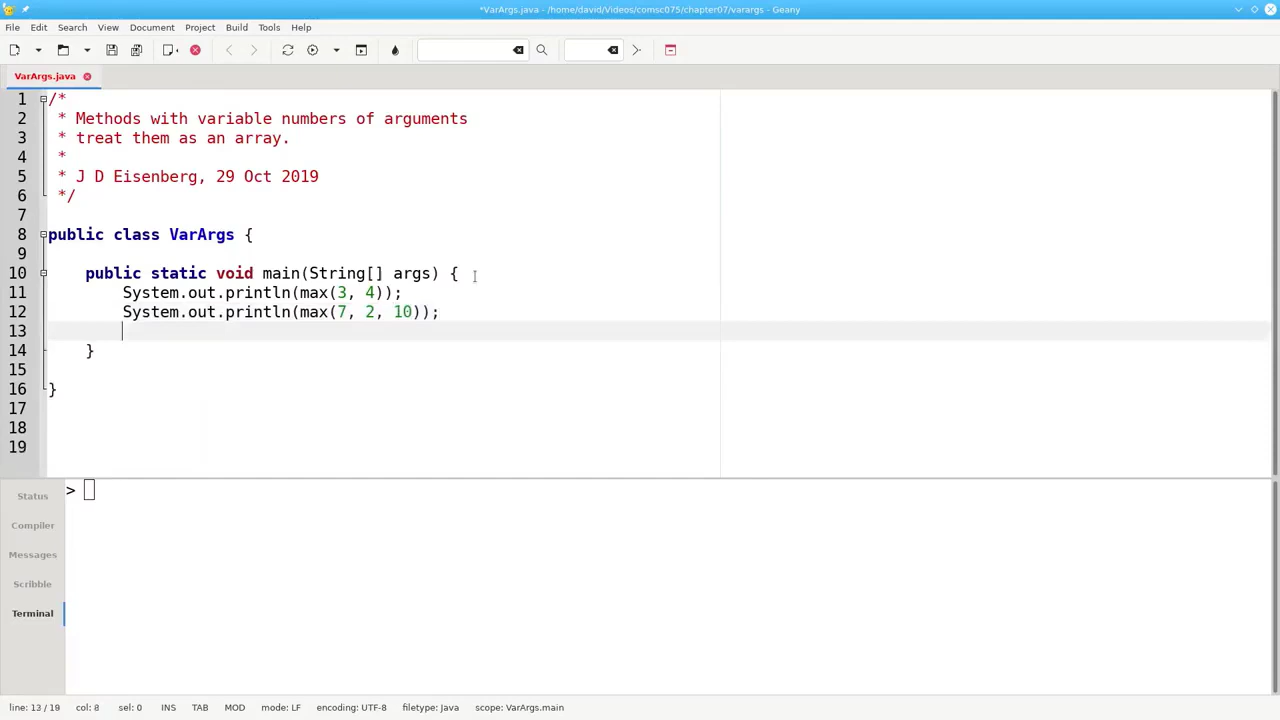 *VarArgs.java - /home/david/Videos/comsc075/chapter07/varargs - Geany
File Edit Search View Document Project Build Tools Help
VarArgs.java
1 /*
2  * Methods with variable numbers of arguments
3  * treat them as an array.
4  *
5  * J D Eisenberg, 29 Oct 2019
6  */
7
8 public class VarArgs {
9
10     public static void main(String[] args) {
11         System.out.println(max(3, 4));
12         System.out.println(max(7, 2, 10));
13
14     }
15
16 }
17
18
19
Status
Compiler
Messages
Scribble
Terminal
>
line: 13 / 19 col: 8 sel: 0 INS TAB MOD mode: LF encoding: UTF-8 filetype: Java scope: VarArgs.main